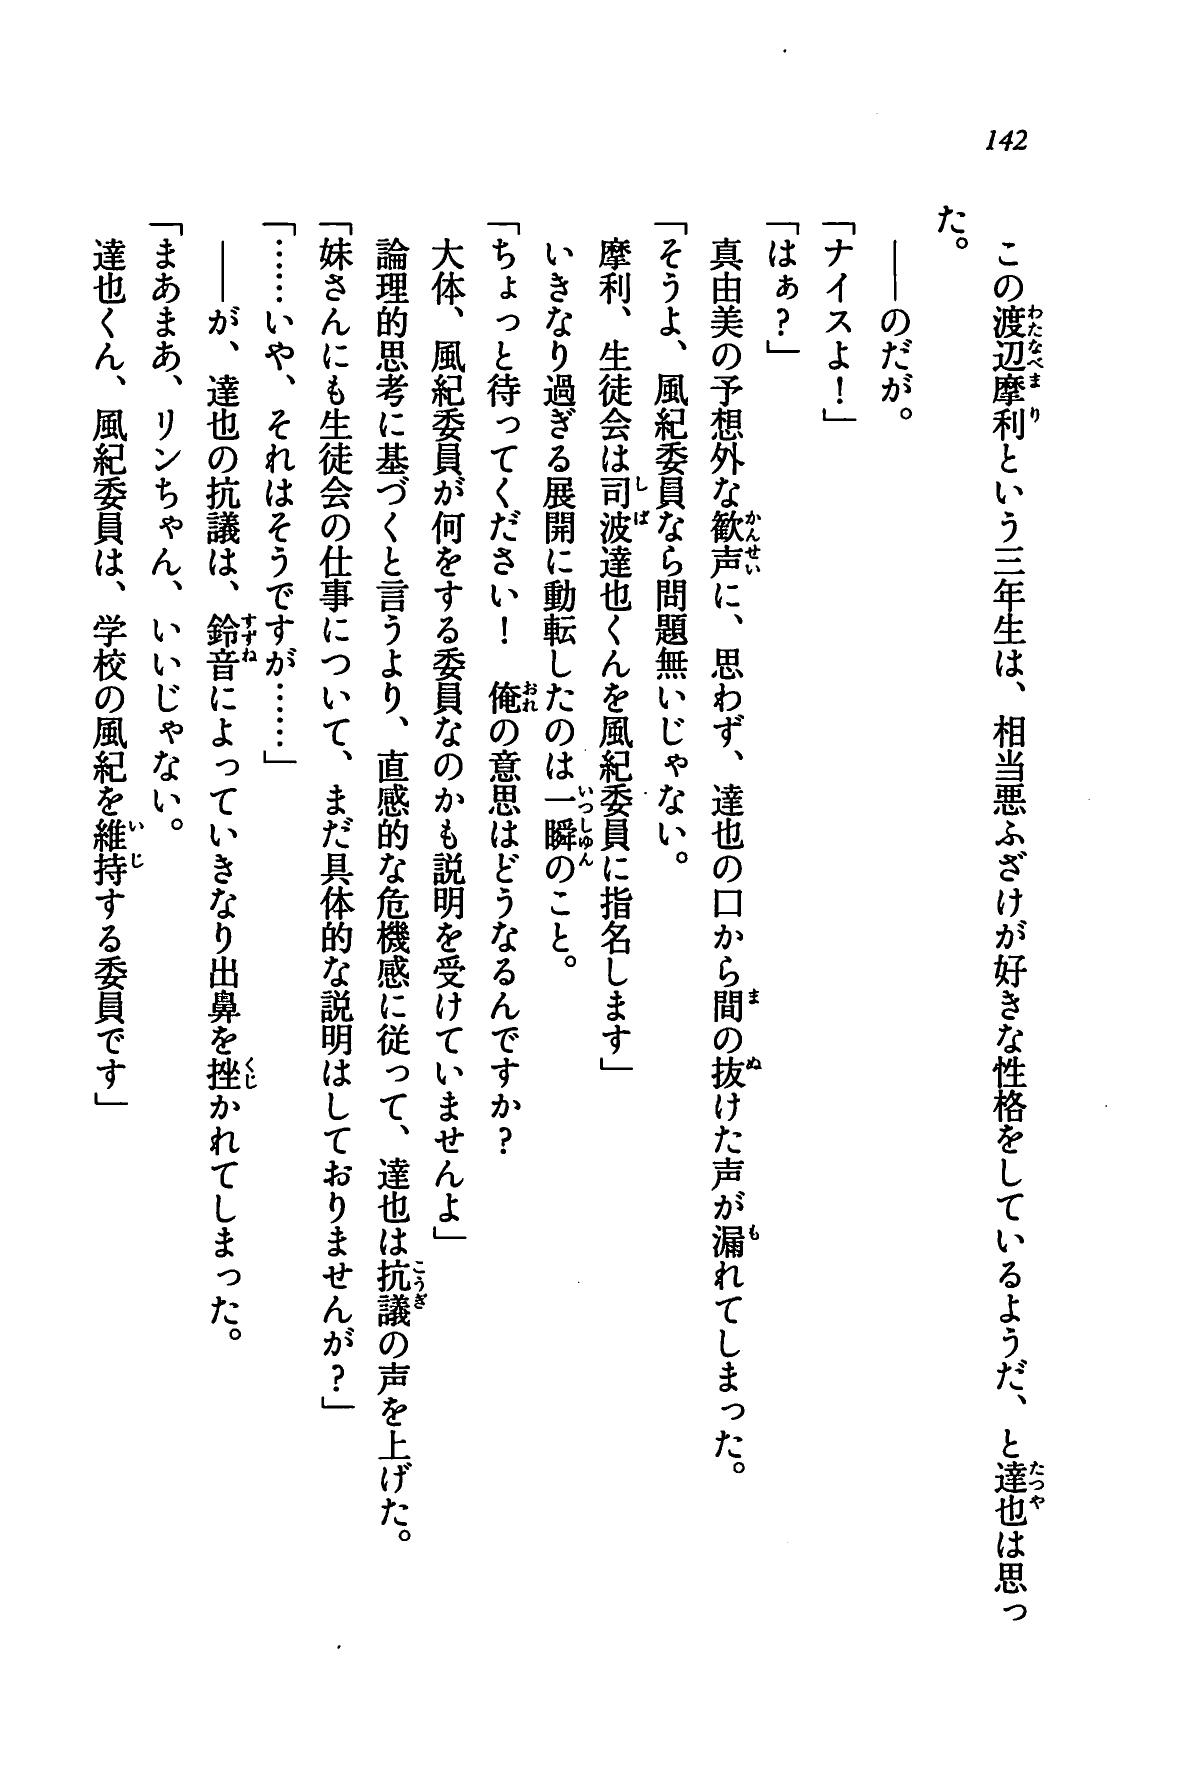 142
この渡辺摩利という三年生は、相当悪ふざけが好きな性格をしているようだ、と達也は思っ
た。
――のだが。
「ナイスよ！」
「はぁ？」
真由美の予想外な歓声に、思わず、達也の口から間の抜けた声が漏れてしまった。
「そうよ、風紀委員なら問題無いじゃない。
摩利、生徒会は司波達也くんを風紀委員に指名します」
いきなり過ぎる展開に動転したのは一瞬のこと。
「ちょっと待ってください！　俺の意思はどうなるんですか？
大体、風紀委員が何をする委員なのかも説明を受けていませんよ」
論理的思考に基づくと言うより、直感的な危機感に従って、達也は抗議の声を上げた。
「妹さんにも生徒会の仕事について、まだ具体的な説明はしておりませんが？」
「……いや、それはそうですが……」
――が、達也の抗議は、鈴音によっていきなり出鼻を挫かれてしまった。
「まあまあ、リンちゃん、いいじゃない。
達也くん、風紀委員は、学校の風紀を維持する委員です」